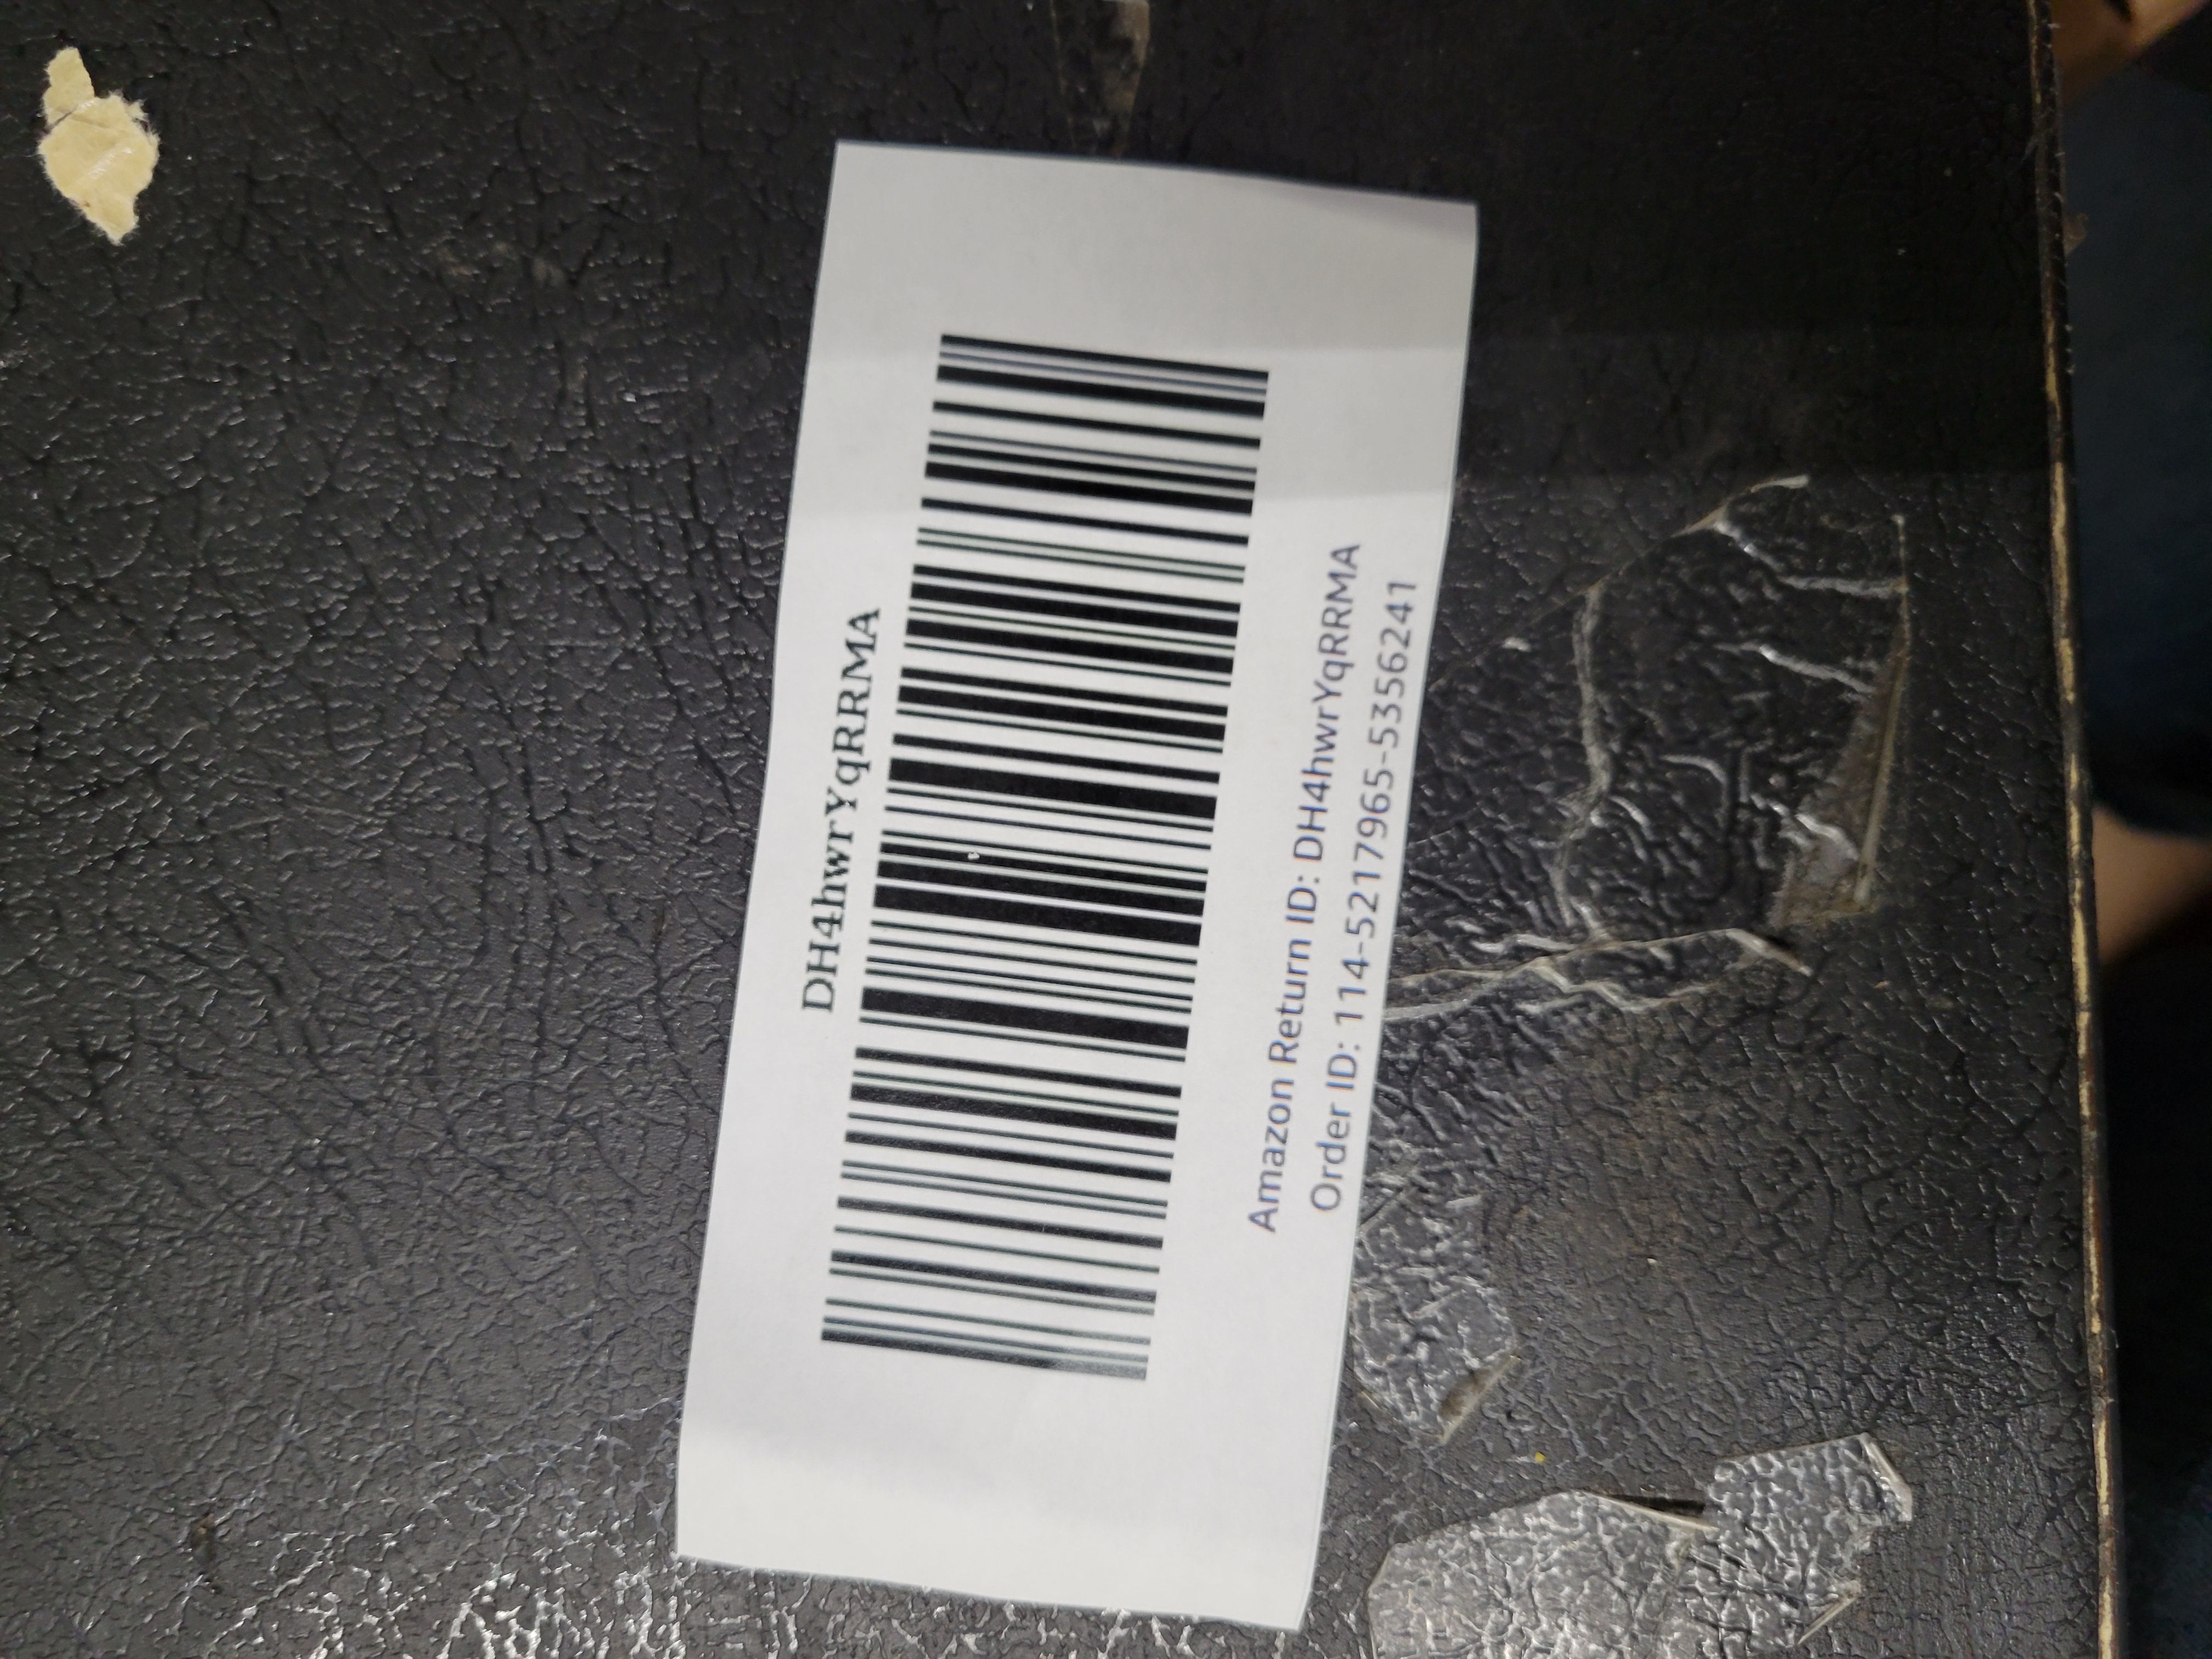 DH4hwrYqRRMA
Amazon Return ID: DH4hwrYqRRMA
Order ID: 114-5217965-5356241